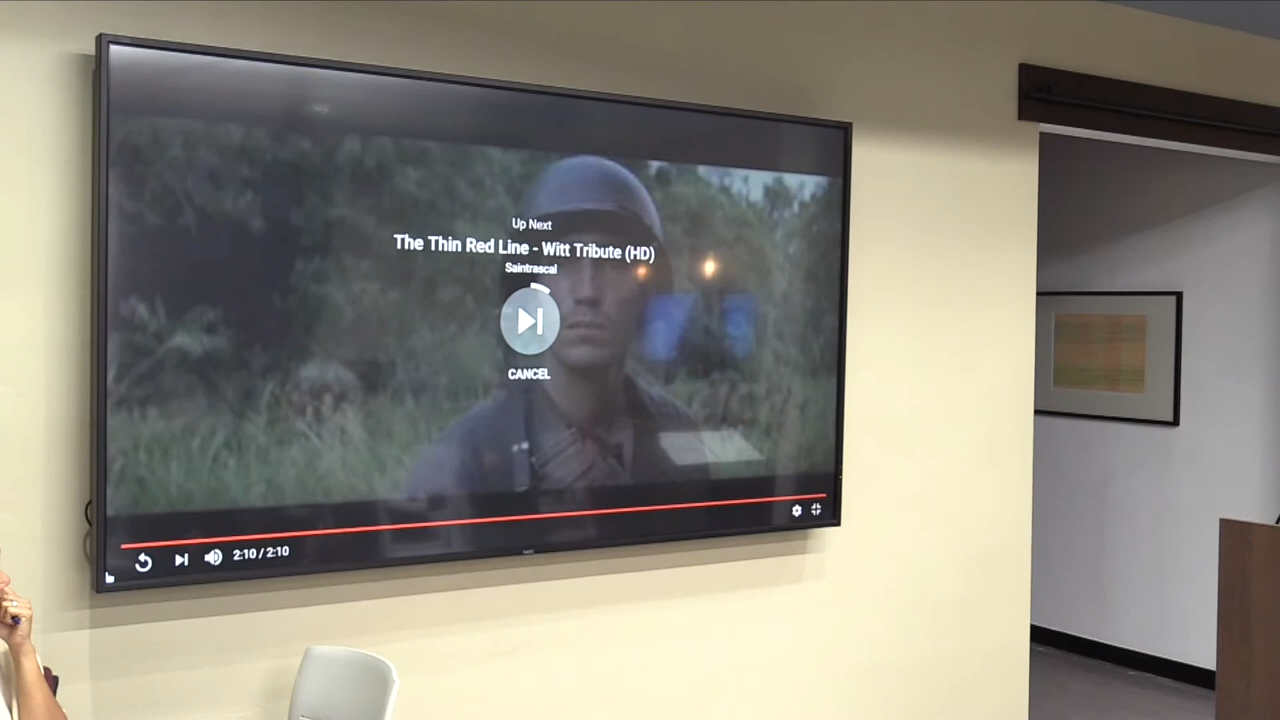 Up Next
The Thin Red Line - Witt Tribute (HD)
Saintrascal
CANCEL
2:10 / 2:10